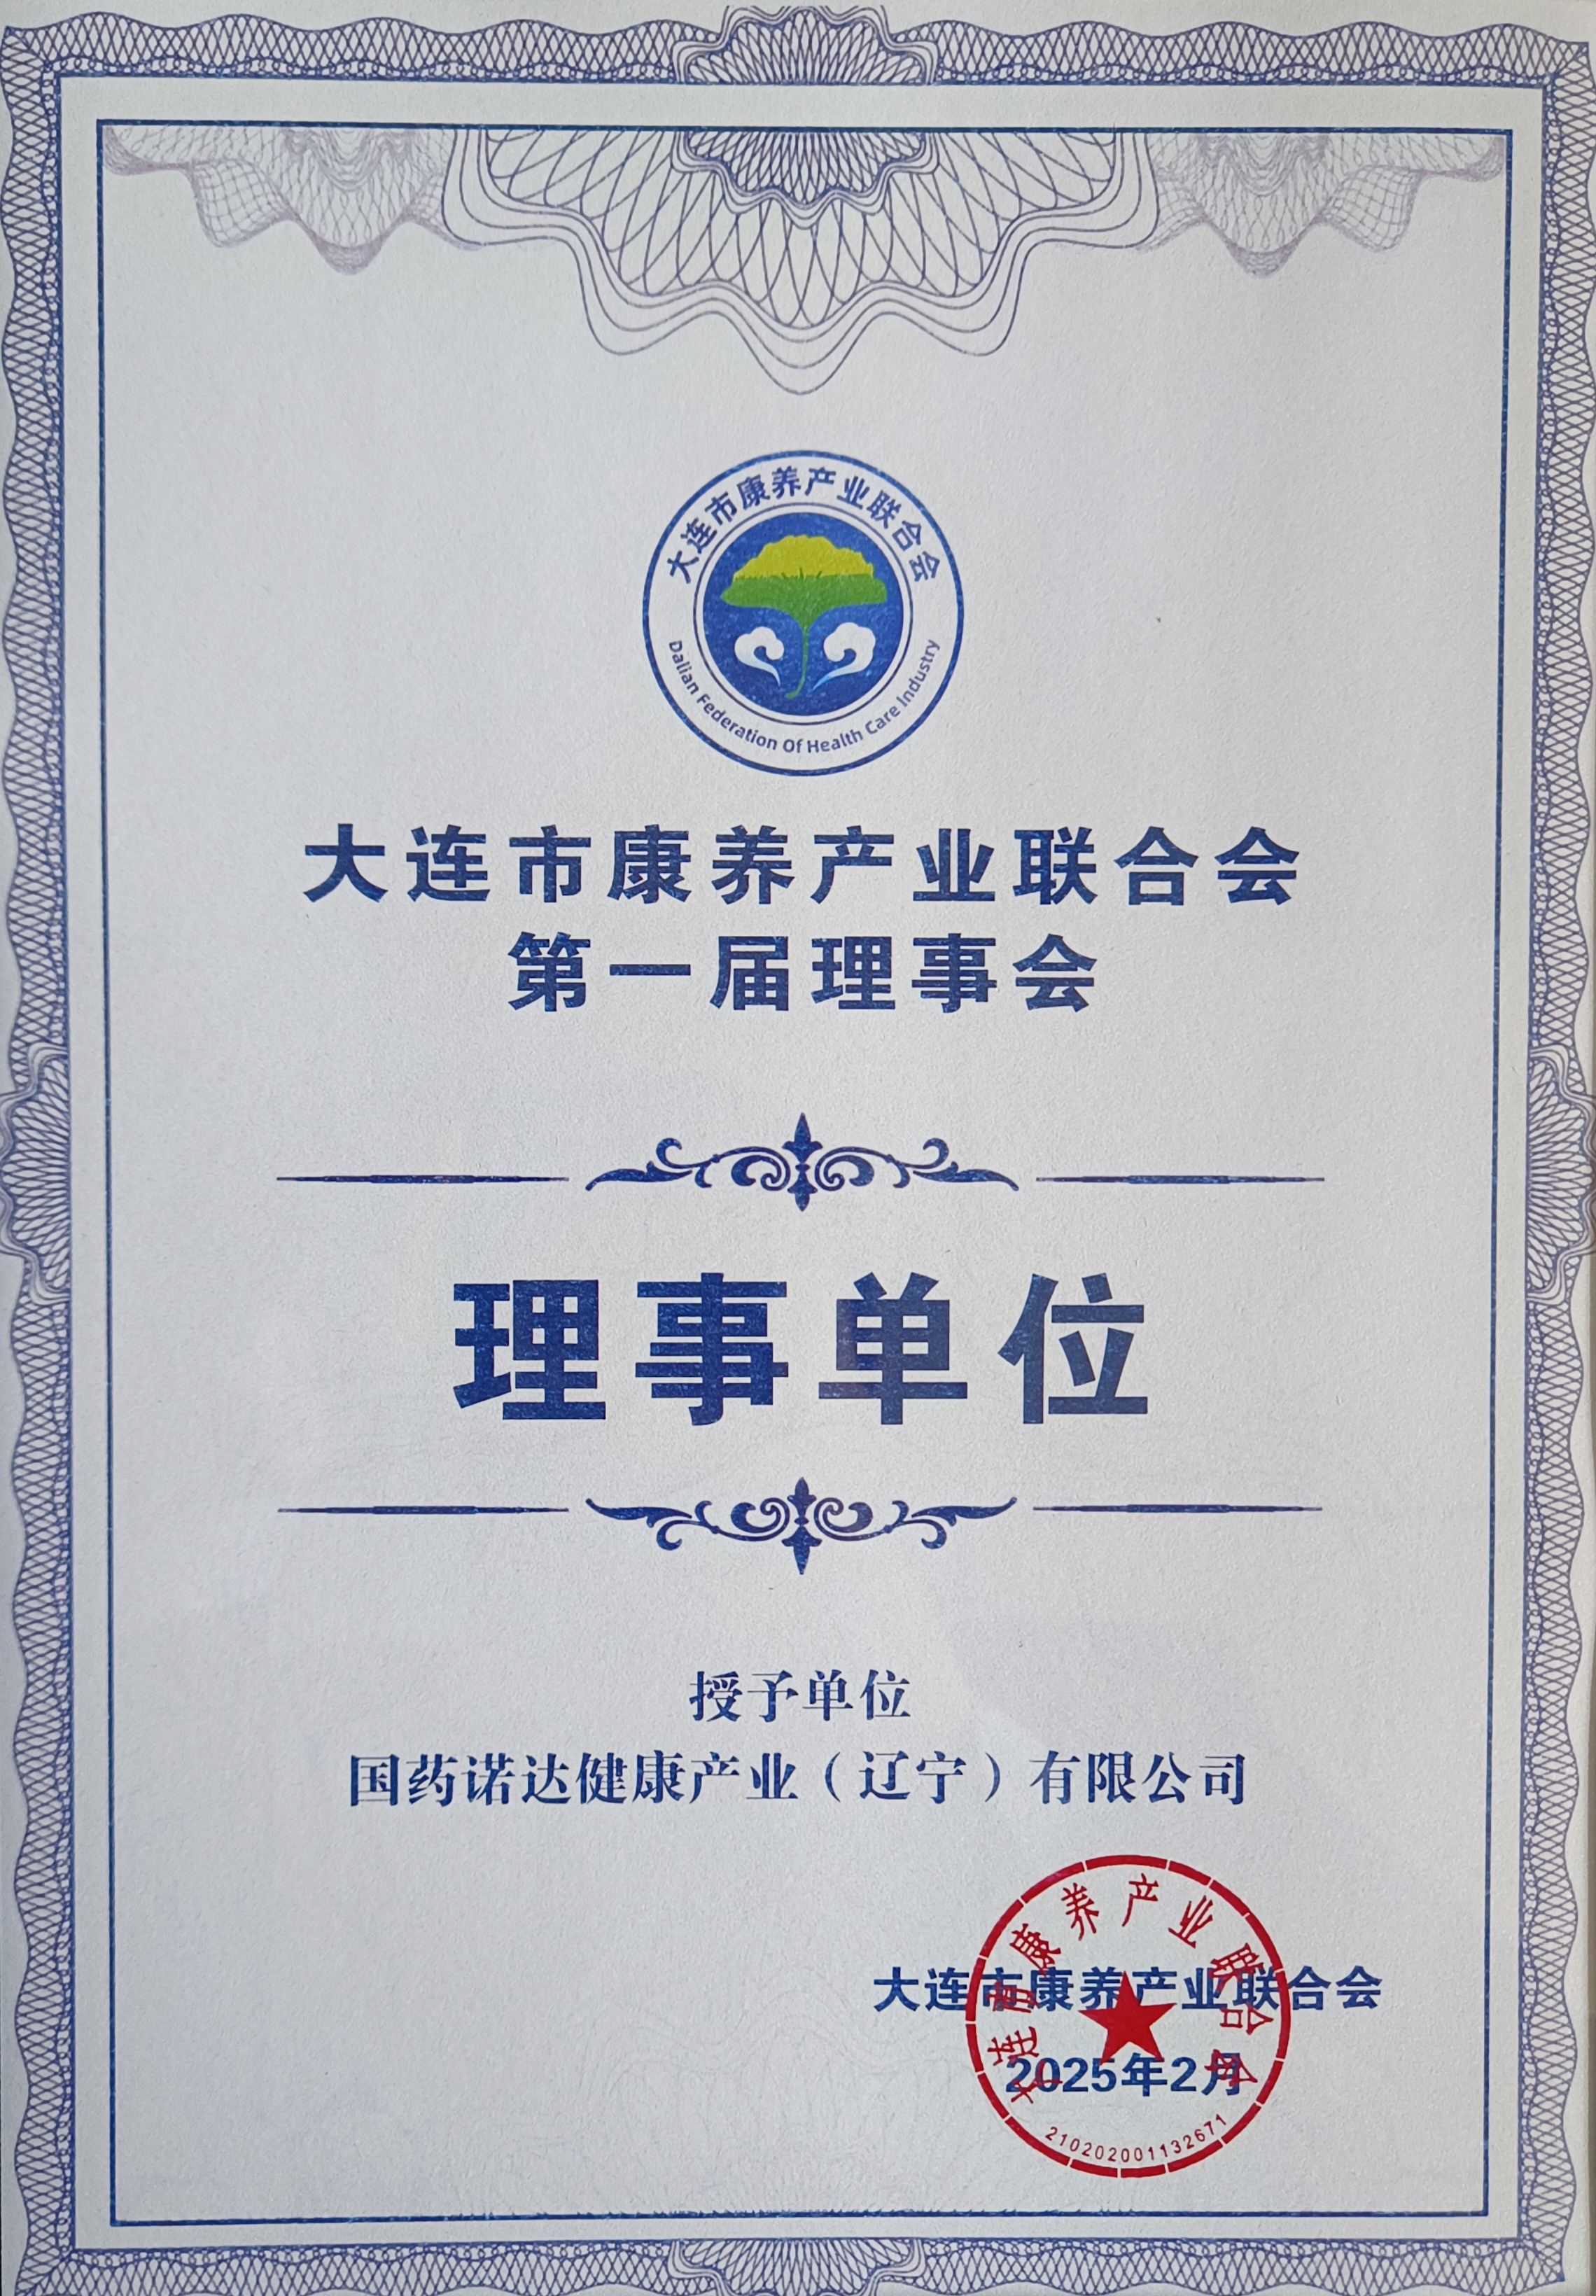 大连市康养产业联合会
Dalian Federation Of Health Care Industry
大连市康养产业联合会
第一届理事会
理事单位
授予单位
国药诺达健康产业（辽宁）有限公司
大连市康养产业联合会
2025年2月
大连市康养产业联合会
210202001132671